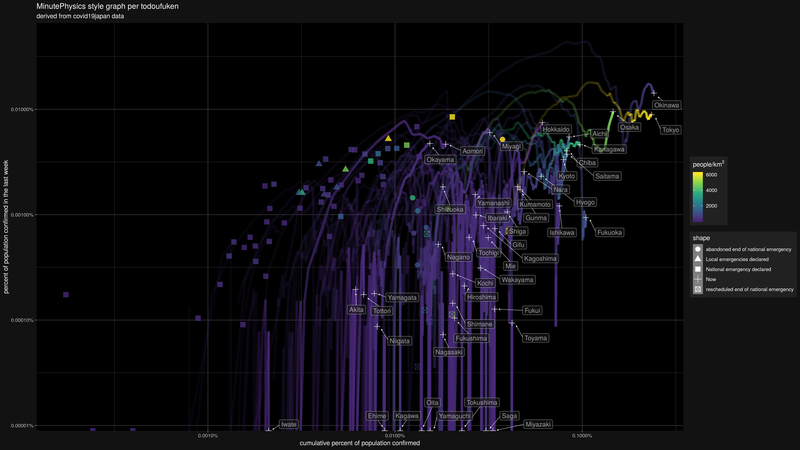 MinutePhysics style graph per todoufuken
derived from covid19japan data
percent of population confirmed in the last week
0.01000%
0.00100%
0.00010%
0.00001%
Okinawa
Tokyo
Osaka
Hokkaido
Aichi
Kanagawa
Miyagi
Aomori
Okayama
Chiba
Saitama
Kyoto
Nara
Hyogo
Shizuoka
Yamanashi
Kumamoto
Gunma
Ibaraki
Shiga
Ishikawa
Fukuoka
Gifu
Tochigi
Kagoshima
Nagano
Mie
Wakayama
Kochi
Hiroshima
Yamagata
Akita
Tottori
Fukui
Shimane
Toyama
Niigata
Fukushima
Nagasaki
Oita
Tokushima
Ehime
Kagawa
Yamaguchi
Saga
Iwate
Miyazaki
0.0010%
0.0100%
0.1000%
cumulative percent of population confirmed
people/km²
6000
4000
2000
shape
abandoned end of national emergency
Local emergencies declared
National emergency declared
Now
rescheduled end of national emergency